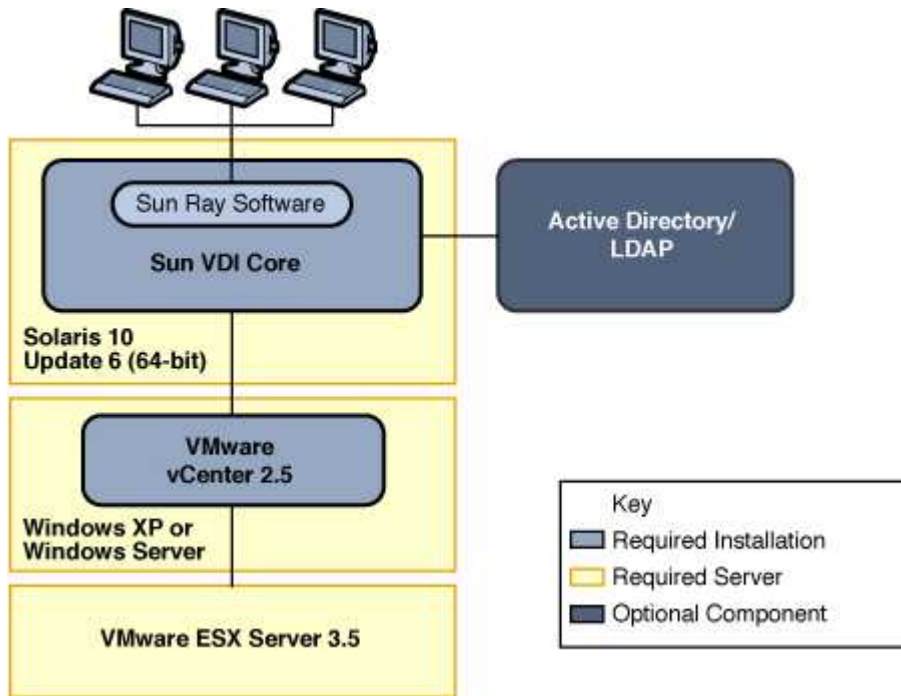 Sun Ray Software
Sun VDI Core
Active Directory/
LDAP
Solaris 10
Update 6 (64-bit)
VMware
vCenter 2.5
Windows XP or
Windows Server
VMware ESX Server 3.5
Key
Required Installation
Required Server
Optional Component